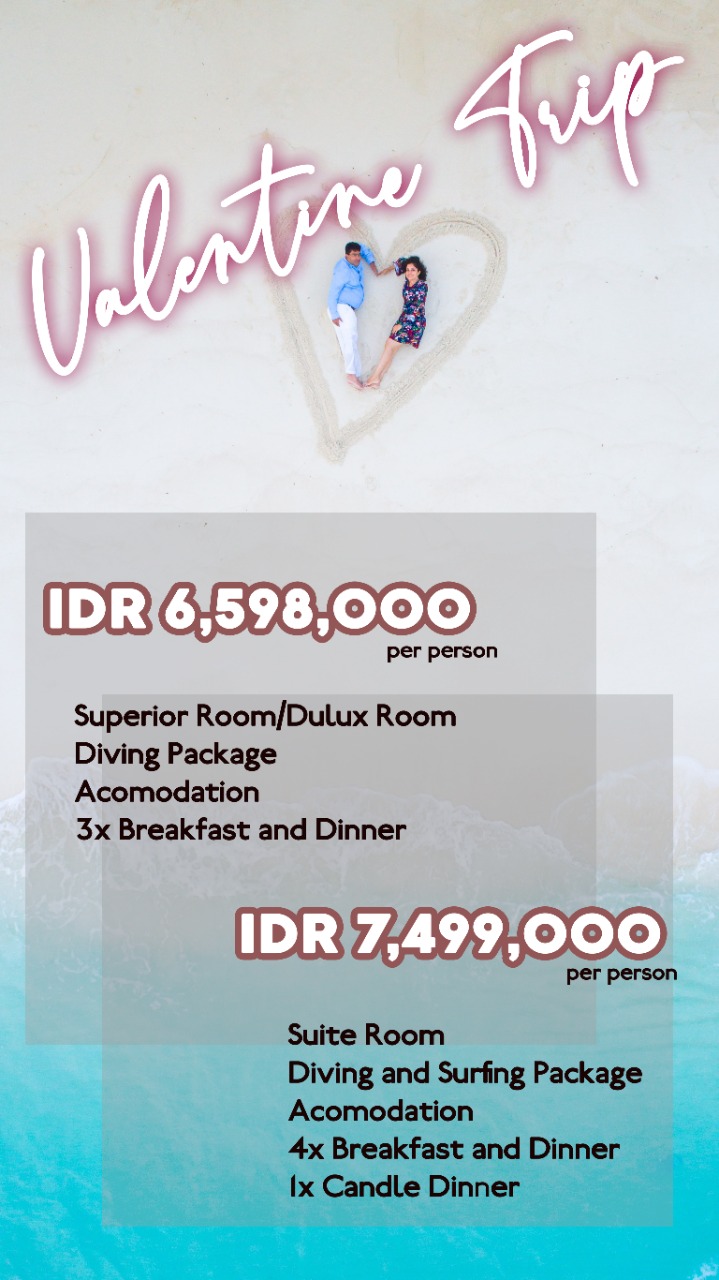 Valentine Trip
IDR 6,598,000
per person
Superior Room/Dulux Room
Diving Package
Acomodation
3x Breakfast and Dinner
IDR 7,499,000
per person
Suite Room
Diving and Surfing Package
Acomodation
4x Breakfast and Dinner
1x Candle Dinner